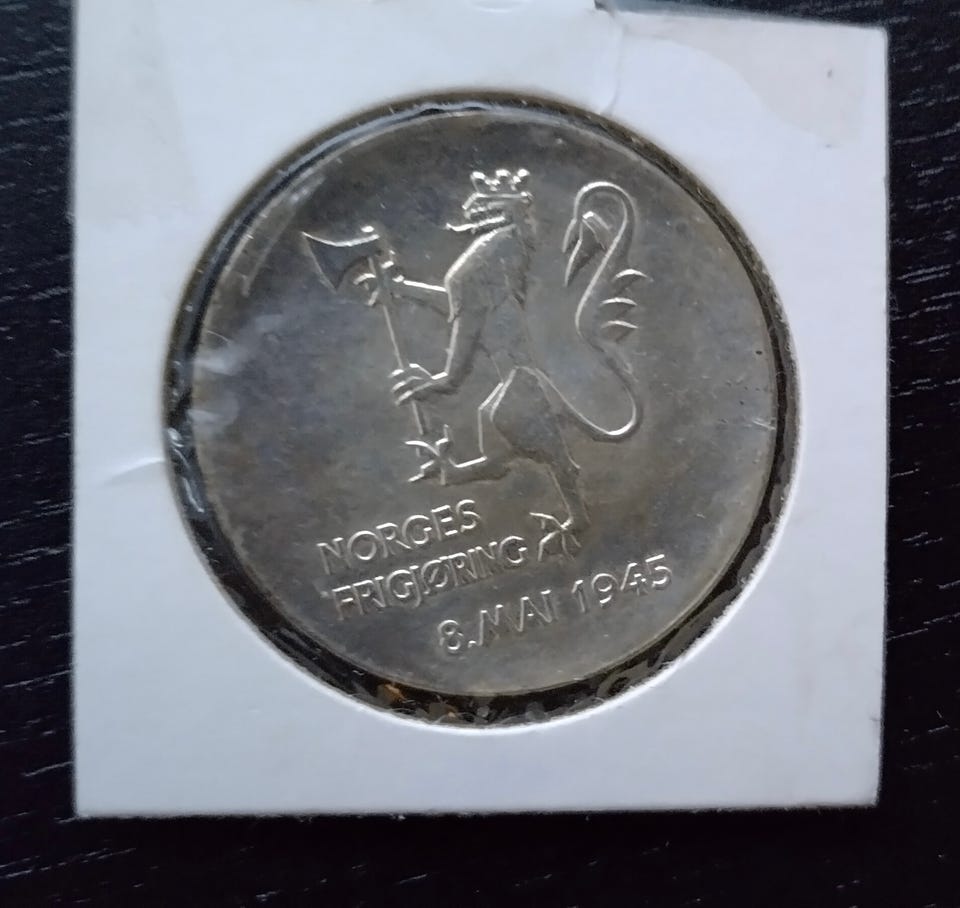 NORGES
FRIGJØRING
8. MAI 1945